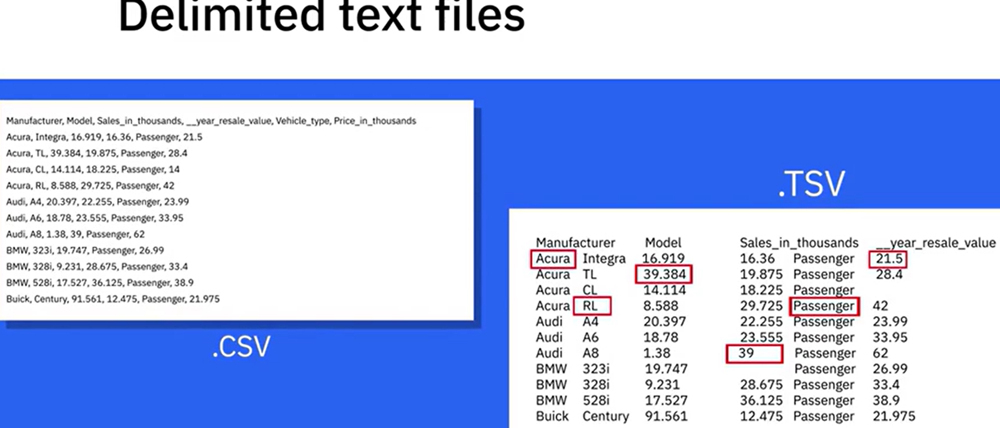 Delimited text files
Manufacturer, Model, Sales_in_thousands, __year_resale_value, Vehicle_type, Price_in_thousands
Acura, Integra, 16.919, 16.36, Passenger, 21.5
Acura, TL, 39.384, 19.875, Passenger, 28.4
Acura, CL, 14.114, 18.225, Passenger, 14
Acura, RL, 8.588, 29.725, Passenger, 42
Audi, A4, 20.397, 22.255, Passenger, 23.99
Audi, A6, 18.78, 23.555, Passenger, 33.95
Audi, A8, 1.38, 39, Passenger, 62
BMW, 323i, 19.747, Passenger, 26.99
BMW, 328i, 9.231, 28.675, Passenger, 33.4
BMW, 528i, 17.527, 36.125, Passenger, 38.9
Buick, Century, 91.561, 12.475, Passenger, 21.975
.CSV
.TSV
Manufacturer Model Sales_in_thousands __year_resale_value
Acura Integra 16.919 16.36 Passenger 21.5
Acura TL 39.384 19.875 Passenger 28.4
Acura CL 14.114 18.225 Passenger
Acura RL 8.588 29.725 Passenger 42
Audi A4 20.397 22.255 Passenger 23.99
Audi A6 18.78 23.555 Passenger 33.95
Audi A8 1.38 39 Passenger 62
BMW 323i 19.747 Passenger 26.99
BMW 328i 9.231 28.675 Passenger 33.4
BMW 528i 17.527 36.125 Passenger 38.9
Buick Century 91.561 12.475 Passenger 21.975